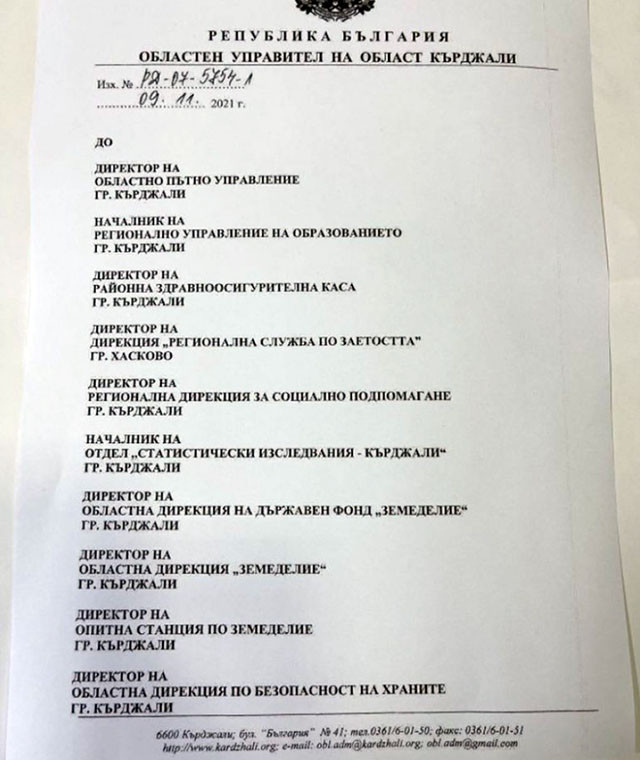 РЕПУБЛИКА БЪЛГАРИЯ
ОБЛАСТЕН УПРАВИТЕЛ НА ОБЛАСТ КЪРДЖАЛИ
Изх. № РД-07-5754-1
09. 11. 2021 г.
ДО
ДИРЕКТОР НА
ОБЛАСТНО ПЪТНО УПРАВЛЕНИЕ
ГР. КЪРДЖАЛИ
НАЧАЛНИК НА
РЕГИОНАЛНО УПРАВЛЕНИЕ НА ОБРАЗОВАНИЕТО
ГР. КЪРДЖАЛИ
ДИРЕКТОР НА
РАЙОННА ЗДРАВНООСИГУРИТЕЛНА КАСА
ГР. КЪРДЖАЛИ
ДИРЕКТОР НА
ДИРЕКЦИЯ „РЕГИОНАЛНА СЛУЖБА ПО ЗАЕТОСТТА”
ГР. ХАСКОВО
ДИРЕКТОР НА
РЕГИОНАЛНА ДИРЕКЦИЯ ЗА СОЦИАЛНО ПОДПОМАГАНЕ
ГР. КЪРДЖАЛИ
НАЧАЛНИК НА
ОТДЕЛ „СТАТИСТИЧЕСКИ ИЗСЛЕДВАНИЯ - КЪРДЖАЛИ“
ГР. КЪРДЖАЛИ
ДИРЕКТОР НА
ОБЛАСТНА ДИРЕКЦИЯ НА ДЪРЖАВЕН ФОНД „ЗЕМЕДЕЛИЕ“
ГР. КЪРДЖАЛИ
ДИРЕКТОР НА
ОБЛАСТНА ДИРЕКЦИЯ „ЗЕМЕДЕЛИЕ“
ГР. КЪРДЖАЛИ
ДИРЕКТОР НА
ОПИТНА СТАНЦИЯ ПО ЗЕМЕДЕЛИЕ
ГР. КЪРДЖАЛИ
ДИРЕКТОР НА
ОБЛАСТНА ДИРЕКЦИЯ ПО БЕЗОПАСНОСТ НА ХРАНИТЕ
ГР. КЪРДЖАЛИ
6600 Кърджали; бул. "България" № 41; тел.0361/6-01-50; факс: 0361/6-01-51
http://www.kardzhali.org; e-mail: obl.adm@kardzhali.org; obl.adm@gmail.com